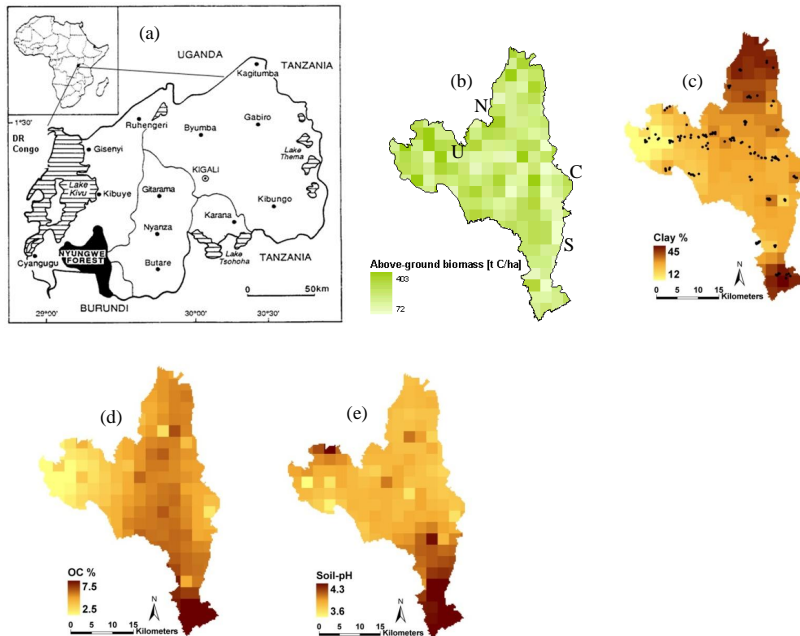 (a)
UGANDA
TANZANIA
Kagitumba
1°30'
DR
Congo
Ruhengeri
Byumba
Gabiro
Gisenyi
Lake
Thema
KIGALI
Lake
Kivu
Kibuye
Gitarama
Kibungo
Karana
Nyanza
NYUNGWE
FOREST
Cyangugu
Butare
Lake
Tsohoha
TANZANIA
BURUNDI
0 50km
29°00
30°00
30°30
(b)
N
U
C
S
Above-ground biomass [t C/ha]
403
72
(c)
Clay %
45
12
N
0 5 10 15
Kilometers
(d)
OC %
7.5
2.5
N
0 5 10 15
Kilometers
(e)
Soil-pH
4.3
3.6
N
0 5 10 15
Kilometers